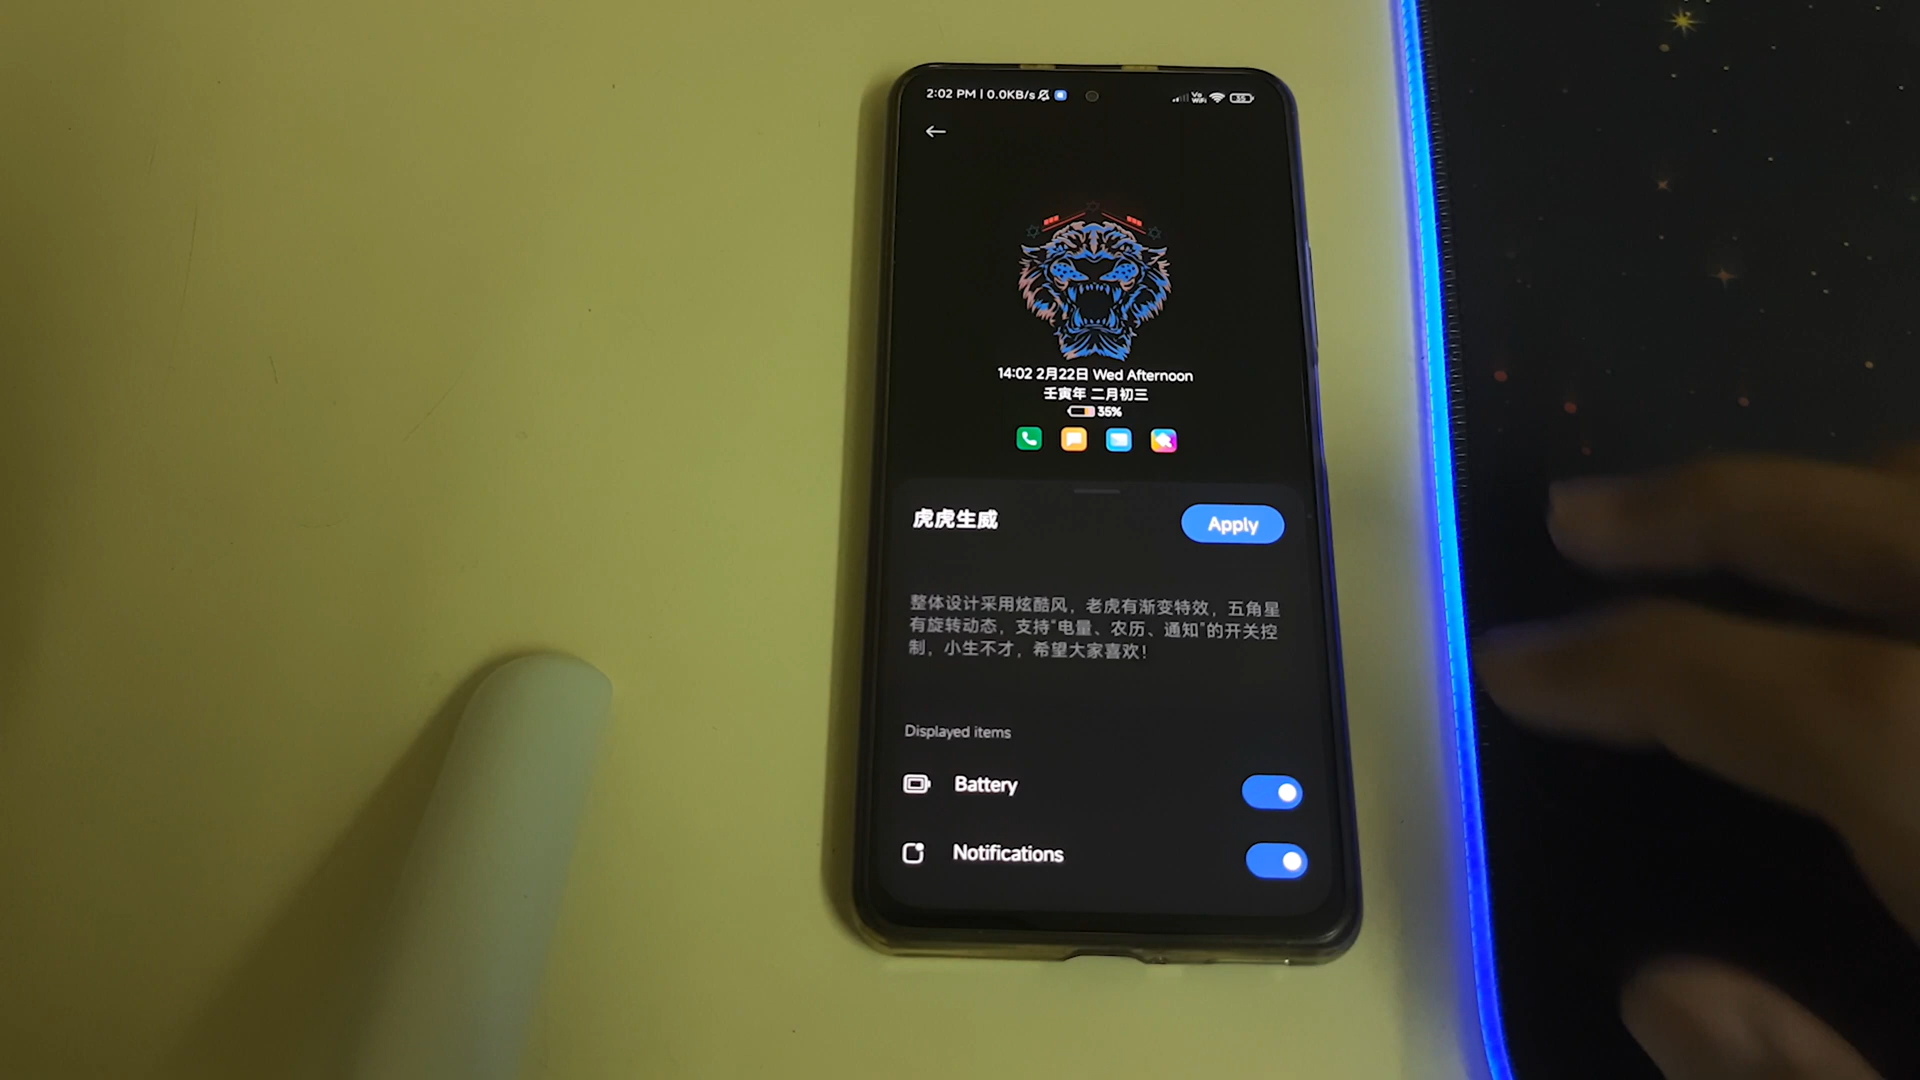 2:02 PM | 0.0KB/s
Vo
WiFi
35
14:02 2月22日 Wed Afternoon
壬寅年 二月初三
35%
虎虎生威
Apply
整体设计采用炫酷风，老虎有渐变特效，五角星
有旋转动态，支持“电量、农历、通知”的开关控
制，小生不才，希望大家喜欢！
Displayed items
Battery
Notifications